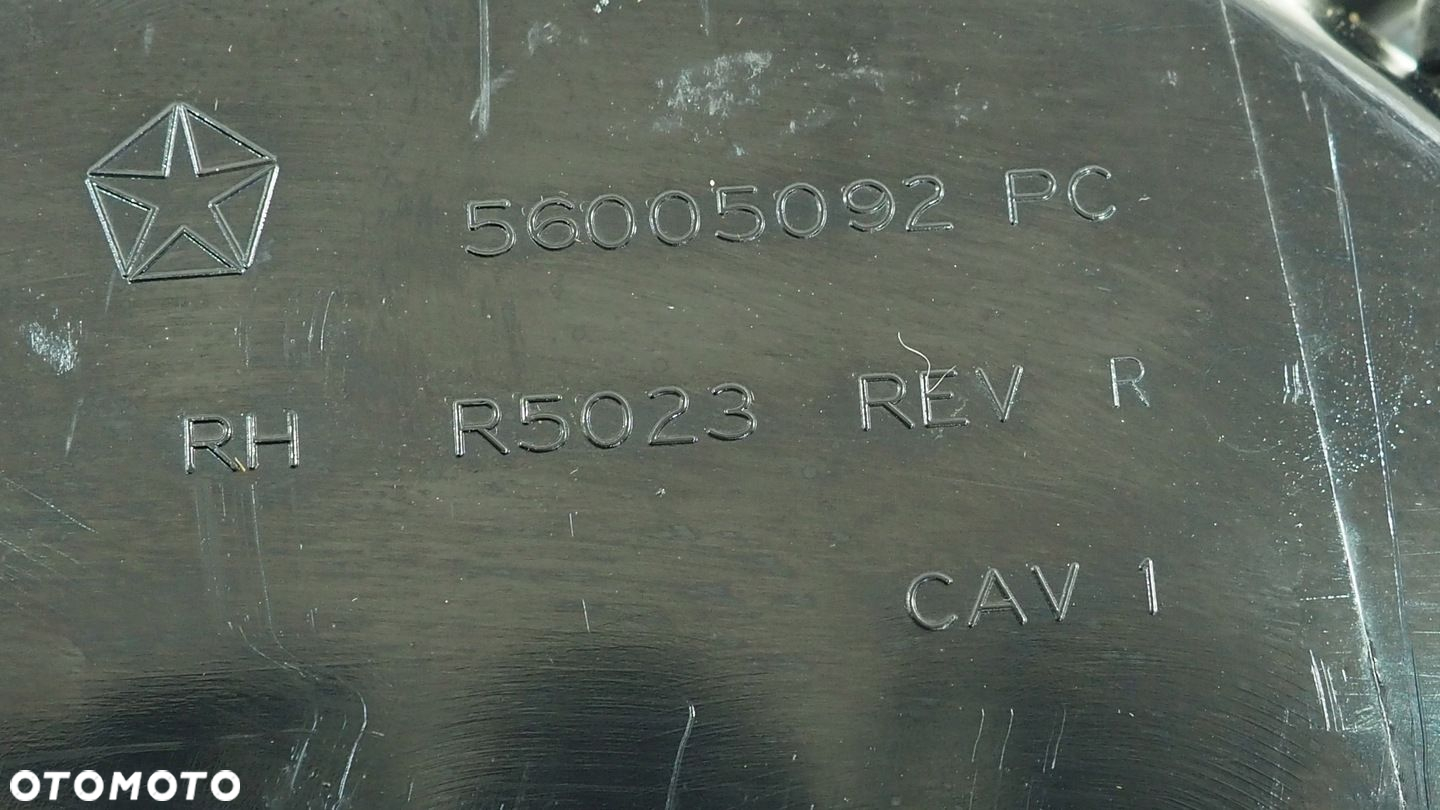 56005092 PC
RH R5023 REV R
CAV 1
OTOMOTO